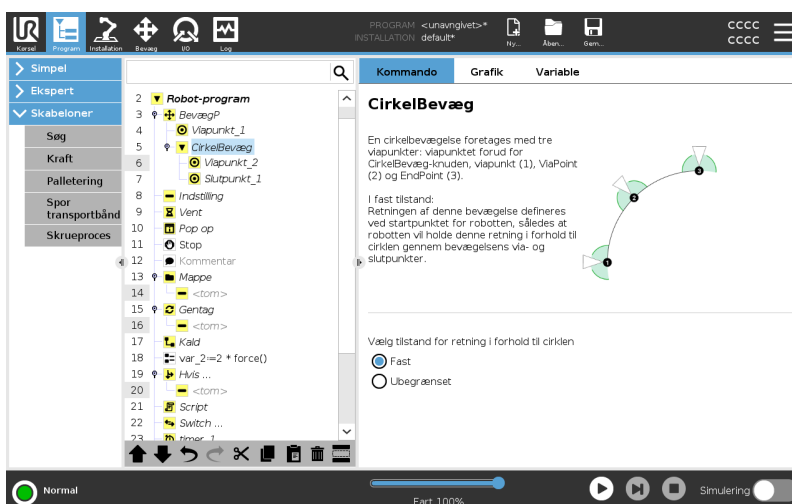 UR
PROGRAM <unavngivet>*
INSTALLATION default*
cccc
cccc
Kørsel
Program
Installation
Bevæg
I/O
Log
Ny...
Åben...
Gem...
Simpel
Ekspert
Skabeloner
Søg
Kraft
Palletering
Spor
transportbånd
Skrueproces
2 Robot-program
3 BevægP
4 Viapunkt_1
5 CirkelBevæg
6 Viapunkt_2
7 Slutpunkt_1
8 Indstilling
9 Vent
10 Pop op
11 Stop
12 Kommentar
13 Mappe
14 <tom>
15 Gentag
16 <tom>
17 Kald
18 var_2:=2 * force()
19 Hvis ...
20 <tom>
21 Script
22 Switch ...
23 timer_1
Kommando
Grafik
Variable
CirkelBevæg
En cirkelbevægelse foretages med tre
viapunkter: viapunktet forud for
CirkelBevæg-knuden, viapunkt (1), ViaPoint
(2) og EndPoint (3).
I fast tilstand:
Retningen af denne bevægelse defineres
ved startpunktet for robotten, således at
robotten vil holde denne retning i forhold til
cirklen gennem bevægelsens via- og
slutpunkter.
3
2
1
Vælg tilstand for retning i forhold til cirklen
Fast
Ubegrænset
Normal
Fart 100%
Simulering